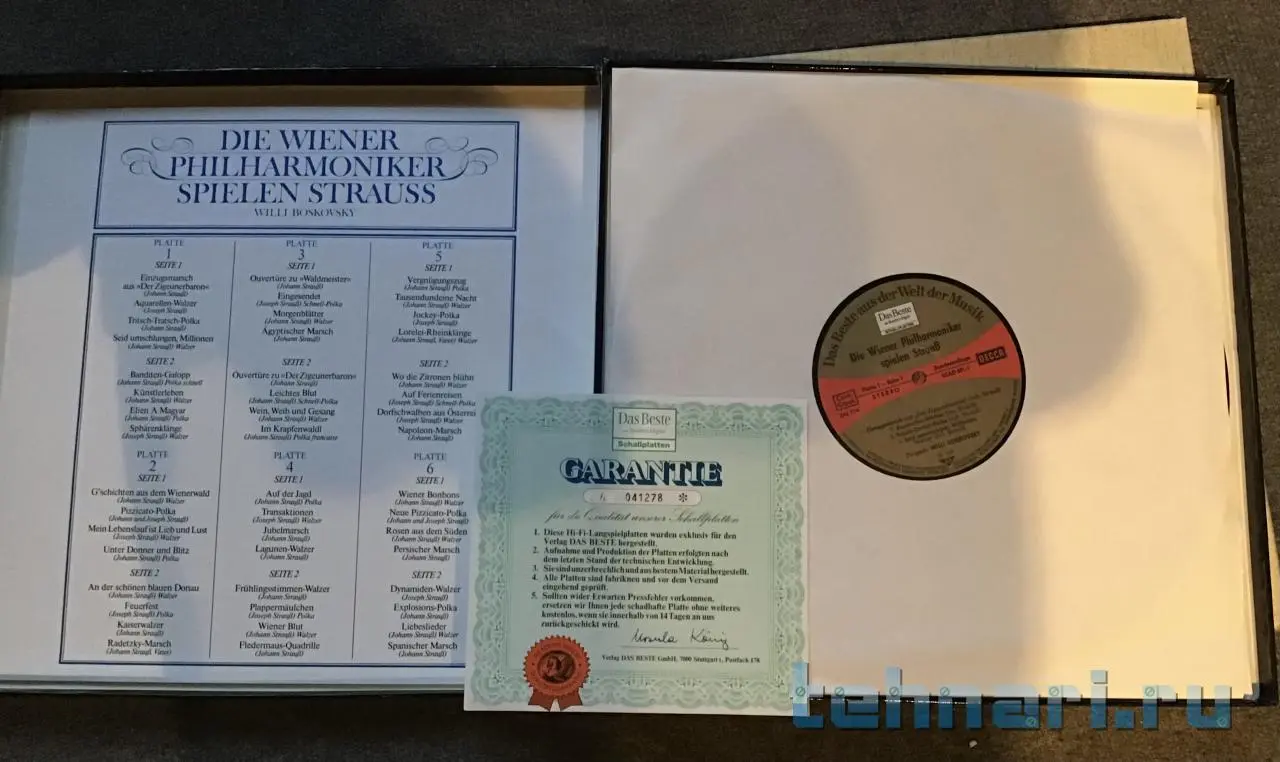 DIE WIENER
PHILHARMONIKER
SPIELEN STRAUSS
WILLI BOSKOVSKY
PLATTE
1
SEITE 1
Einzugsmarsch
aus »Der Zigeunerbaron«
(Johann Strauß)
Aquarellen-Walzer
(Joseph Strauß)
Tritsch-Tratsch-Polka
(Johann Strauß)
Seid umschlungen, Millionen
(Johann Strauß) Walzer
SEITE 2
Banditen-Galopp
(Johann Strauß) Polka schnell
Künstlerleben
(Johann Strauß) Walzer
Eljen A Magyar
(Johann Strauß) Polka
Sphärenklänge
(Joseph Strauß) Walzer
PLATTE
2
SEITE 1
G'schichten aus dem Wienerwald
(Johann Strauß) Walzer
Pizzicato-Polka
(Johann und Joseph Strauß)
Mein Lebenslauf ist Lieb und Lust
(Joseph Strauß) Walzer
Unter Donner und Blitz
(Johann Strauß) Polka
SEITE 2
An der schönen blauen Donau
(Johann Strauß) Walzer
Feuerfest
(Joseph Strauß) Polka
Kaiserwalzer
(Johann Strauß)
Radetzky-Marsch
(Johann Strauß, Vater)
PLATTE
3
SEITE 1
Ouvertüre zu »Waldmeister«
(Johann Strauß)
Eingesendet
(Joseph Strauß) Schnell-Polka
Morgenblätter
(Johann Strauß) Walzer
Ägyptischer Marsch
(Johann Strauß)
SEITE 2
Ouvertüre zu »Der Zigeunerbaron«
(Johann Strauß)
Leichtes Blut
(Johann Strauß) Schnell-Polka
Wein, Weib und Gesang
(Johann Strauß) Walzer
Im Krapfenwaldl
(Johann Strauß) Polka francaise
PLATTE
4
SEITE 1
Auf der Jagd
(Johann Strauß) Polka
Transaktionen
(Joseph Strauß) Walzer
Jubelmarsch
(Johann Strauß)
Lagunen-Walzer
(Johann Strauß)
SEITE 2
Frühlingsstimmen-Walzer
(Johann Strauß)
Plappermäulchen
(Joseph Strauß) Polka
Wiener Blut
(Johann Strauß) Walzer
Fledermaus-Quadrille
(Johann Strauß)
PLATTE
5
SEITE 1
Vergnügungszug
(Johann Strauß) Polka
Tausendundeine Nacht
(Johann Strauß) Walzer
Jockey-Polka
(Joseph Strauß)
Lorelei-Rheinklänge
(Johann Strauß, Vater) Walzer
SEITE 2
Wo die Zitronen blühn
(Johann Strauß) Walzer
Auf Ferienreisen
(Joseph Strauß) Schnell-Polka
Dorfschwalben aus Österrei
(Joseph Strauß) Walzer
Napoleon-Marsch
(Johann Strauß)
PLATTE
6
SEITE 1
Wiener Bonbons
(Johann Strauß) Walzer
Neue Pizzicato-Polka
(Johann und Joseph Strauß)
Rosen aus dem Süden
(Johann Strauß) Walzer
Persischer Marsch
(Johann Strauß)
SEITE 2
Dynamiden-Walzer
(Joseph Strauß)
Explosions-Polka
(Johann Strauß)
Liebeslieder
(Johann Strauß) Walzer
Spanischer Marsch
(Johann Strauß)
Das Beste
Schallplatten
GARANTIE
041278 ✻
für die Qualität unserer Schallplatten
1. Diese Hi-Fi-Langspielplatten wurden exklusiv für den
Verlag DAS BESTE hergestellt.
2. Aufnahme und Produktion der Platten erfolgten nach
dem letzten Stand der technischen Entwicklung.
3. Sie sind unzerbrechlich und aus bestem Material hergestellt.
4. Alle Platten sind fabrikneu und vor dem Versand
eingehend geprüft.
5. Sollten wider Erwarten Pressfehler vorkommen,
ersetzen wir Ihnen jede schadhafte Platte ohne weiteres
kostenlos, wenn sie innerhalb von 14 Tagen an uns
zurückgeschickt wird.
Ursula König
Verlag DAS BESTE GmbH, 7000 Stuttgart 1, Postfach 178
Das Beste aus der Welt der Musik
Das Beste
Die Wiener Philharmoniker
spielen Strauß
DECCA
Platte 1 - Seite 1
STEREO
WILLI BOSKOVSKY
tehnari.ru